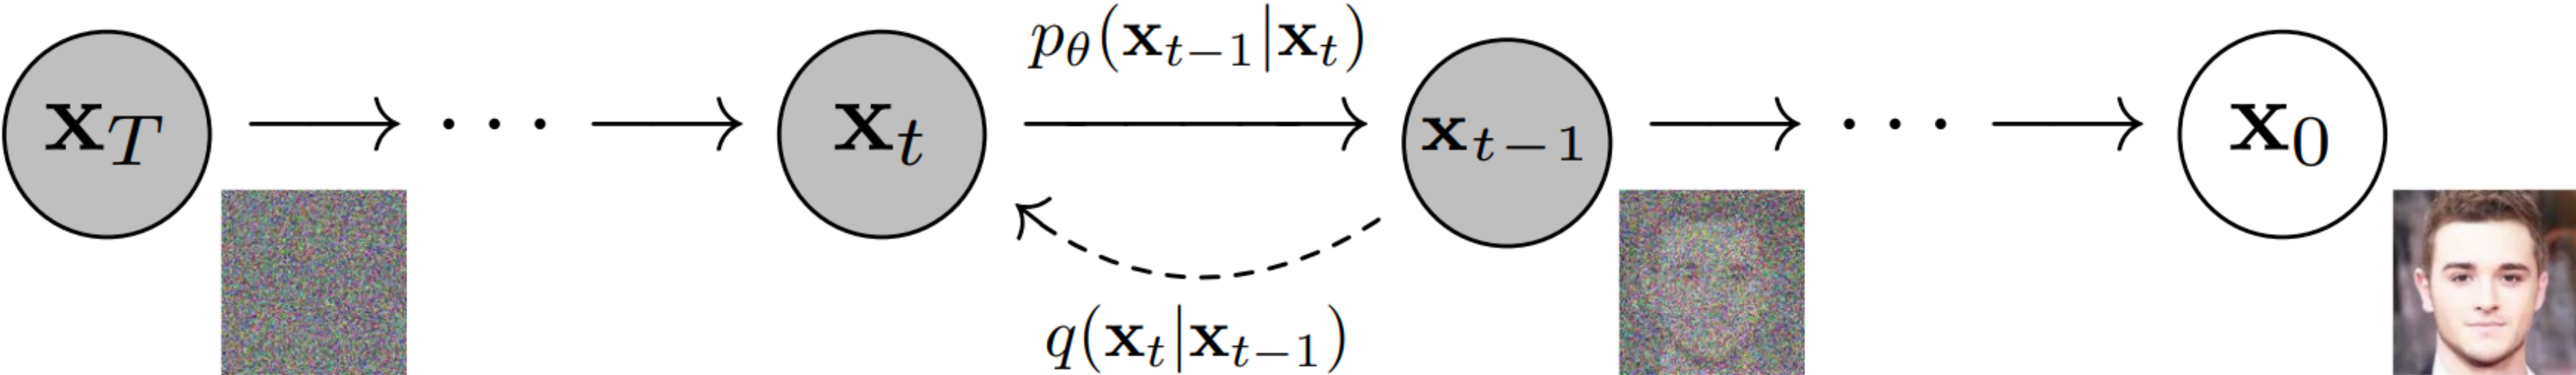 p_θ(𝐱_{t−1}|𝐱_t)
𝐱_T → · · · → 𝐱_t → 𝐱_{t−1} → · · · → 𝐱_0
q(𝐱_t|𝐱_{t−1})